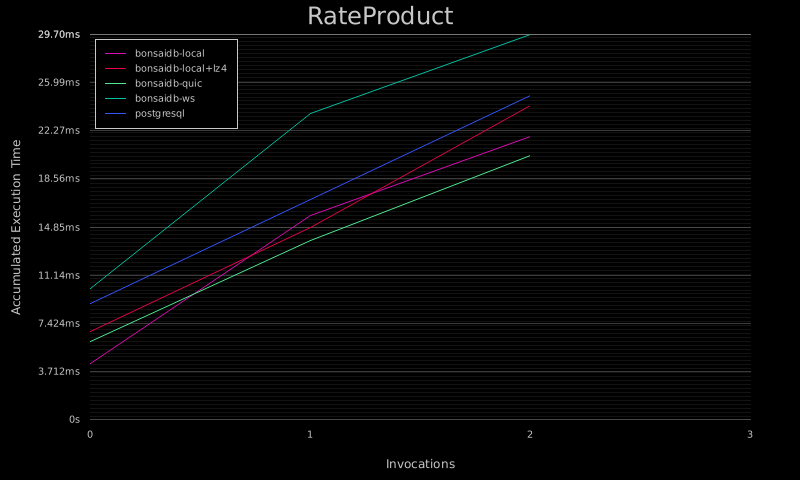 RateProduct
29.70ms
25.99ms
22.27ms
18.56ms
14.85ms
11.14ms
7.424ms
3.712ms
0s
bonsaidb-local
bonsaidb-local+lz4
bonsaidb-quic
bonsaidb-ws
postgresql
Accumulated Execution Time
0 1 2 3
Invocations